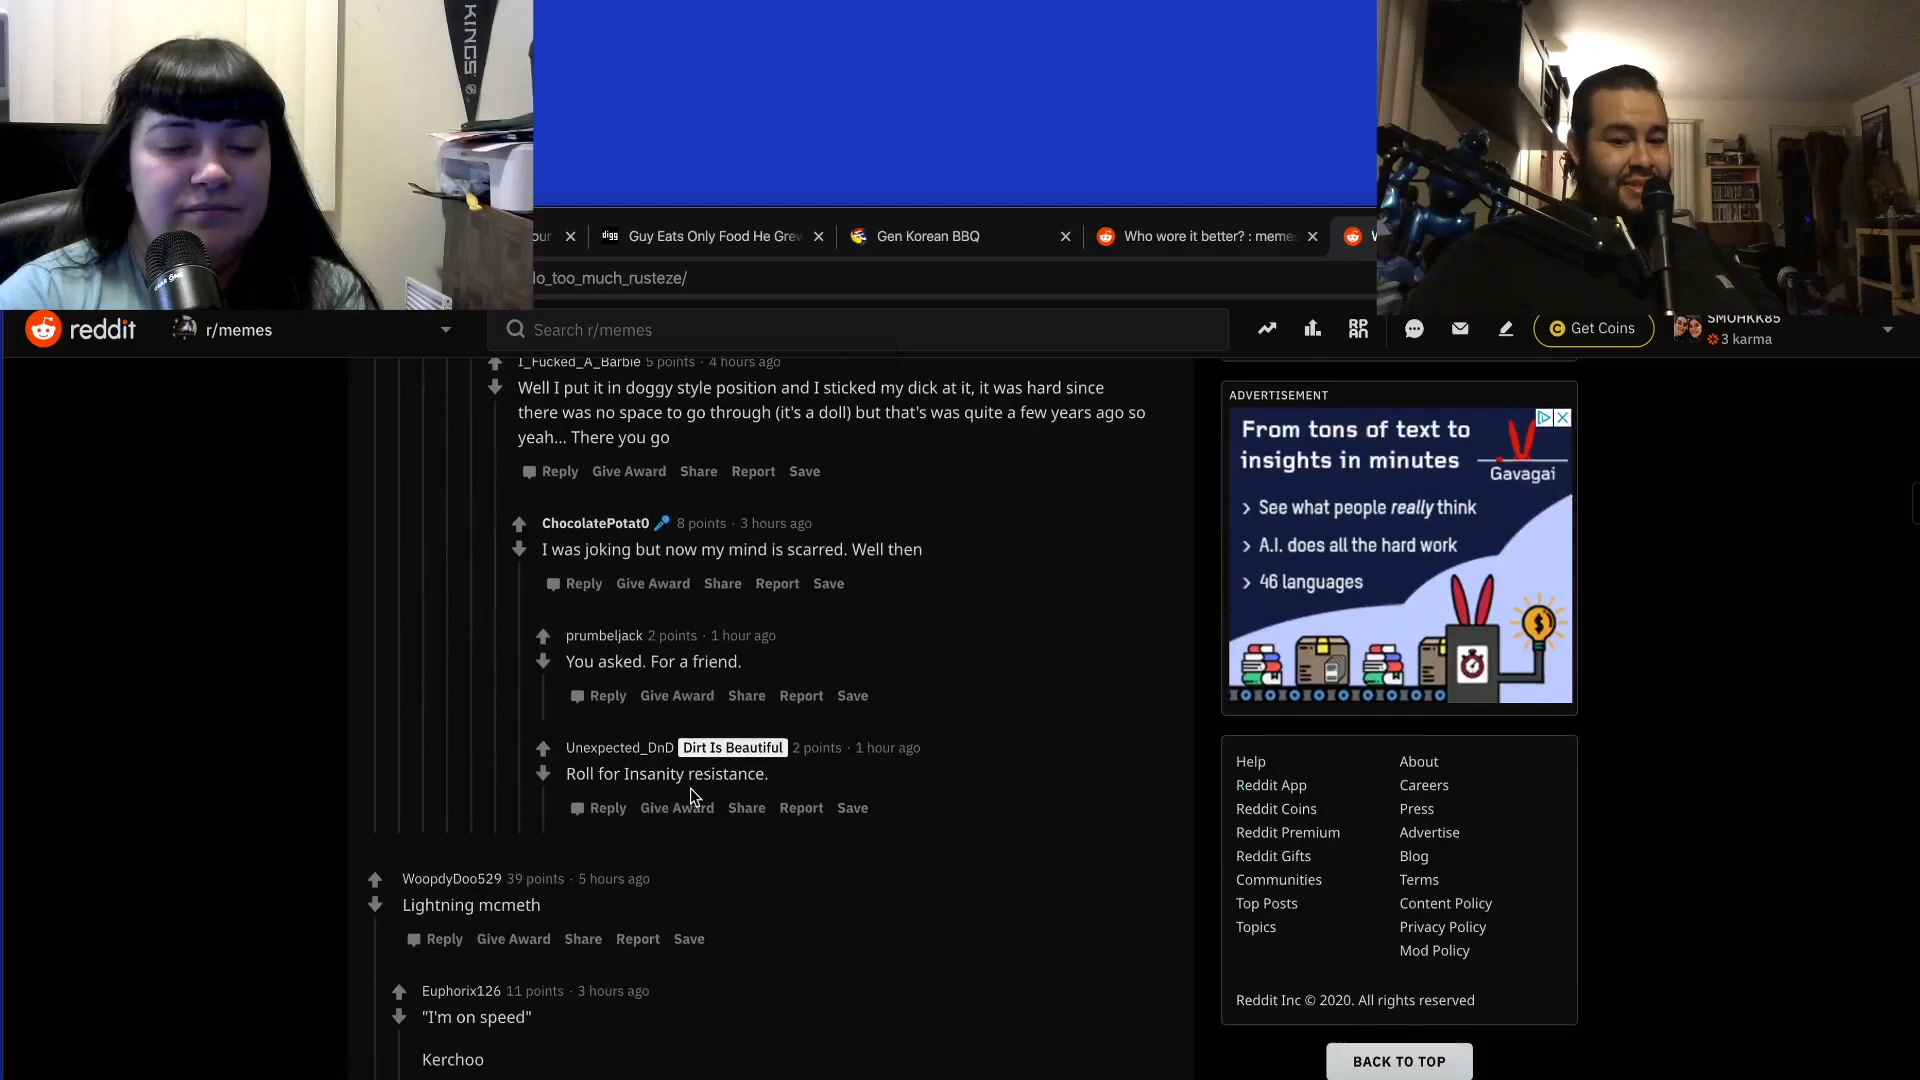 KINGS
our
digg Guy Eats Only Food He Grew
Gen Korean BBQ
Who wore it better? : meme
lo_too_much_rusteze/
reddit
r/memes
Search r/memes
Get Coins
SMOHKK85
3 karma
I_Fucked_A_Barbie 5 points · 4 hours ago
Well I put it in doggy style position and I sticked my dick at it, it was hard since
there was no space to go through (it's a doll) but that's was quite a few years ago so
yeah... There you go
Reply Give Award Share Report Save
ChocolatePotat0 8 points · 3 hours ago
I was joking but now my mind is scarred. Well then
Reply Give Award Share Report Save
prumbeljack 2 points · 1 hour ago
You asked. For a friend.
Reply Give Award Share Report Save
Unexpected_DnD Dirt Is Beautiful 2 points · 1 hour ago
Roll for Insanity resistance.
Reply Give Award Share Report Save
WoopdyDoo529 39 points · 5 hours ago
Lightning mcmeth
Reply Give Award Share Report Save
Euphorix126 11 points · 3 hours ago
"I'm on speed"
Kerchoo
ADVERTISEMENT
From tons of text to
insights in minutes
Gavagai
> See what people really think
> A.I. does all the hard work
> 46 languages
Help About
Reddit App Careers
Reddit Coins Press
Reddit Premium Advertise
Reddit Gifts Blog
Communities Terms
Top Posts Content Policy
Topics Privacy Policy
Mod Policy
Reddit Inc © 2020. All rights reserved
BACK TO TOP